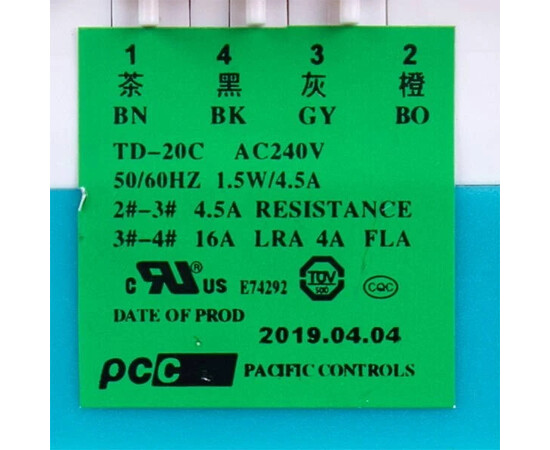 1 4 3 2
茶 黑 灰 橙
BN BK GY BO
TD-20C AC240V
50/60HZ 1.5W/4.5A
2#-3# 4.5A RESISTANCE
3#-4# 16A LRA 4A FLA
c RU® US E74292 TÜV SÜD CQC
DATE OF PROD
2019.04.04
PCC PACIFIC CONTROLS